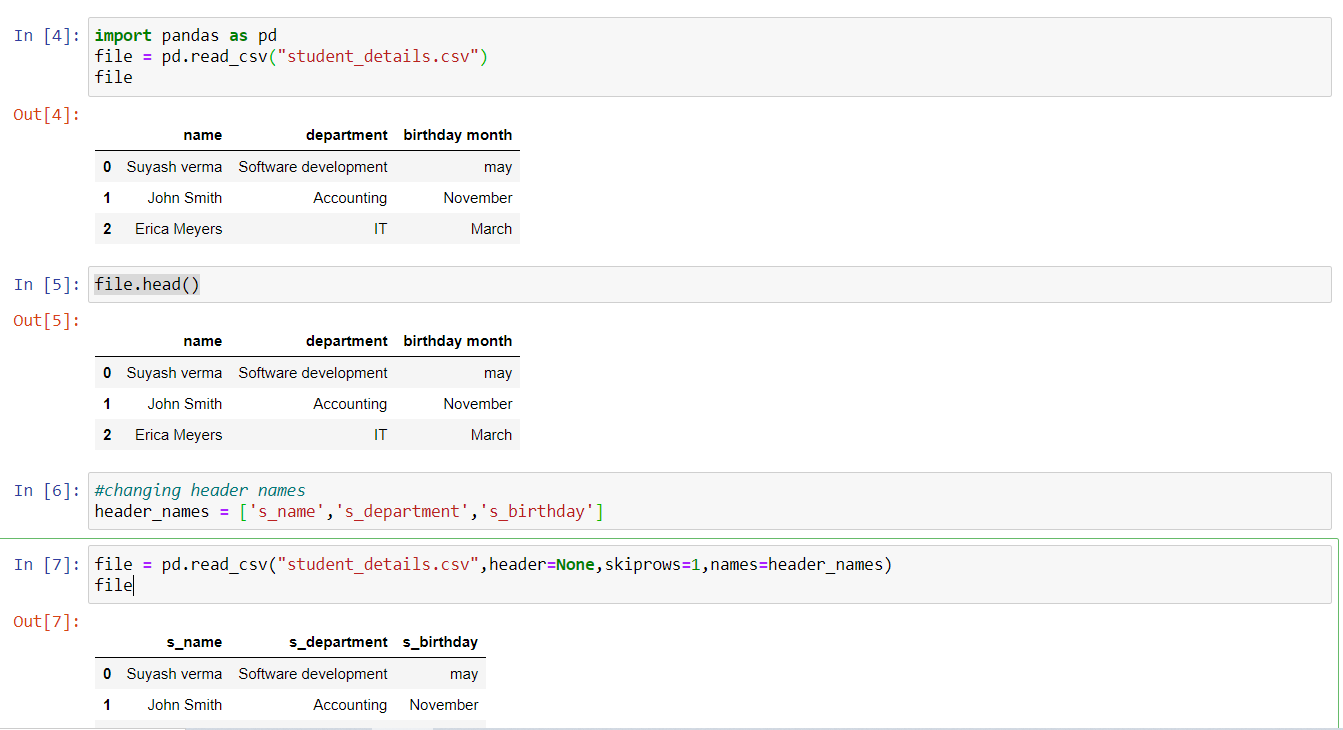 In [4]: import pandas as pd
file = pd.read_csv("student_details.csv")
file
Out[4]:
name department birthday month
0 Suyash verma Software development may
1 John Smith Accounting November
2 Erica Meyers IT March
In [5]: file.head()
Out[5]:
name department birthday month
0 Suyash verma Software development may
1 John Smith Accounting November
2 Erica Meyers IT March
In [6]: #changing header names
header_names = ['s_name','s_department','s_birthday']
In [7]: file = pd.read_csv("student_details.csv",header=None,skiprows=1,names=header_names)
file
Out[7]:
s_name s_department s_birthday
0 Suyash verma Software development may
1 John Smith Accounting November